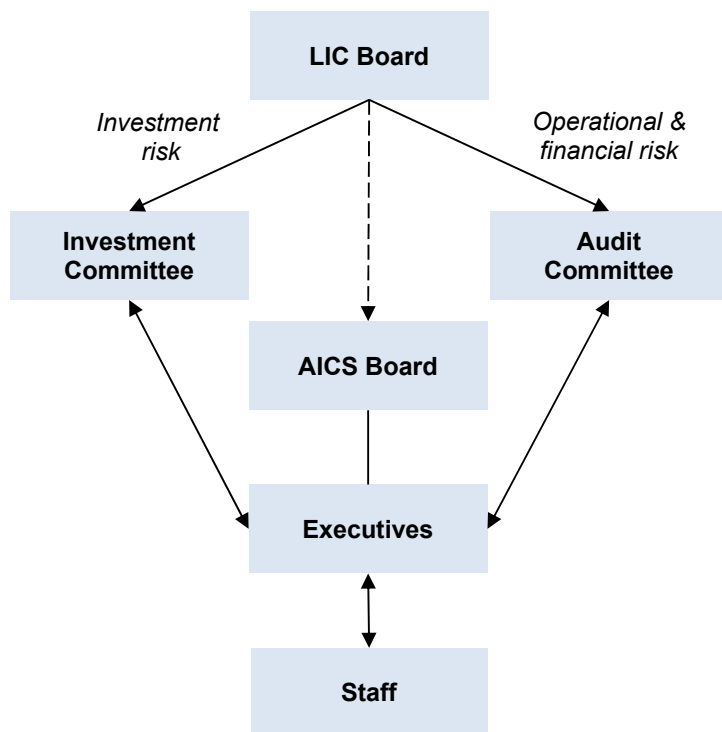 LIC Board
Investment
risk
Operational &
financial risk
Investment
Committee
Audit
Committee
AICS Board
Executives
Staff